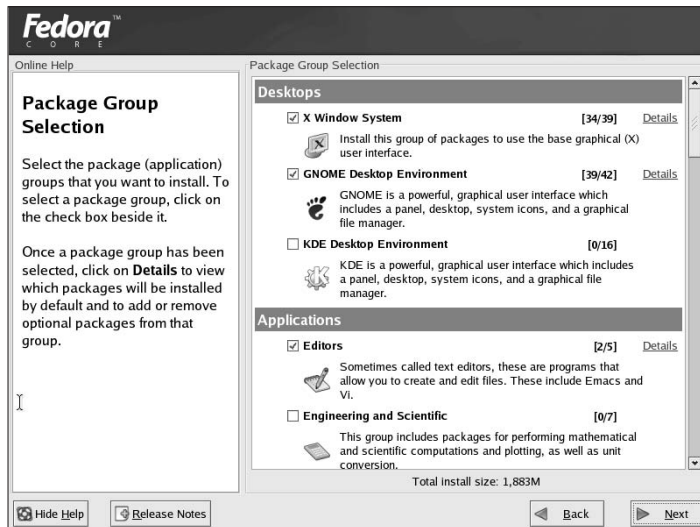 Fedora™
CORE
Online Help
Package Group
Selection
Select the package (application)
groups that you want to install. To
select a package group, click on
the check box beside it.
Once a package group has been
selected, click on Details to view
which packages will be installed
by default and to add or remove
optional packages from that
group.
Package Group Selection
Desktops
X Window System [34/39] Details
Install this group of packages to use the base graphical (X)
user interface.
GNOME Desktop Environment [39/42] Details
GNOME is a powerful, graphical user interface which
includes a panel, desktop, system icons, and a graphical
file manager.
KDE Desktop Environment [0/16]
KDE is a powerful, graphical user interface which includes
a panel, desktop, system icons, and a graphical file
manager.
Applications
Editors [2/5] Details
Sometimes called text editors, these are programs that
allow you to create and edit files. These include Emacs and
Vi.
Engineering and Scientific [0/7]
This group includes packages for performing mathematical
and scientific computations and plotting, as well as unit
conversion.
Total install size: 1,883M
Hide Help
Release Notes
Back
Next